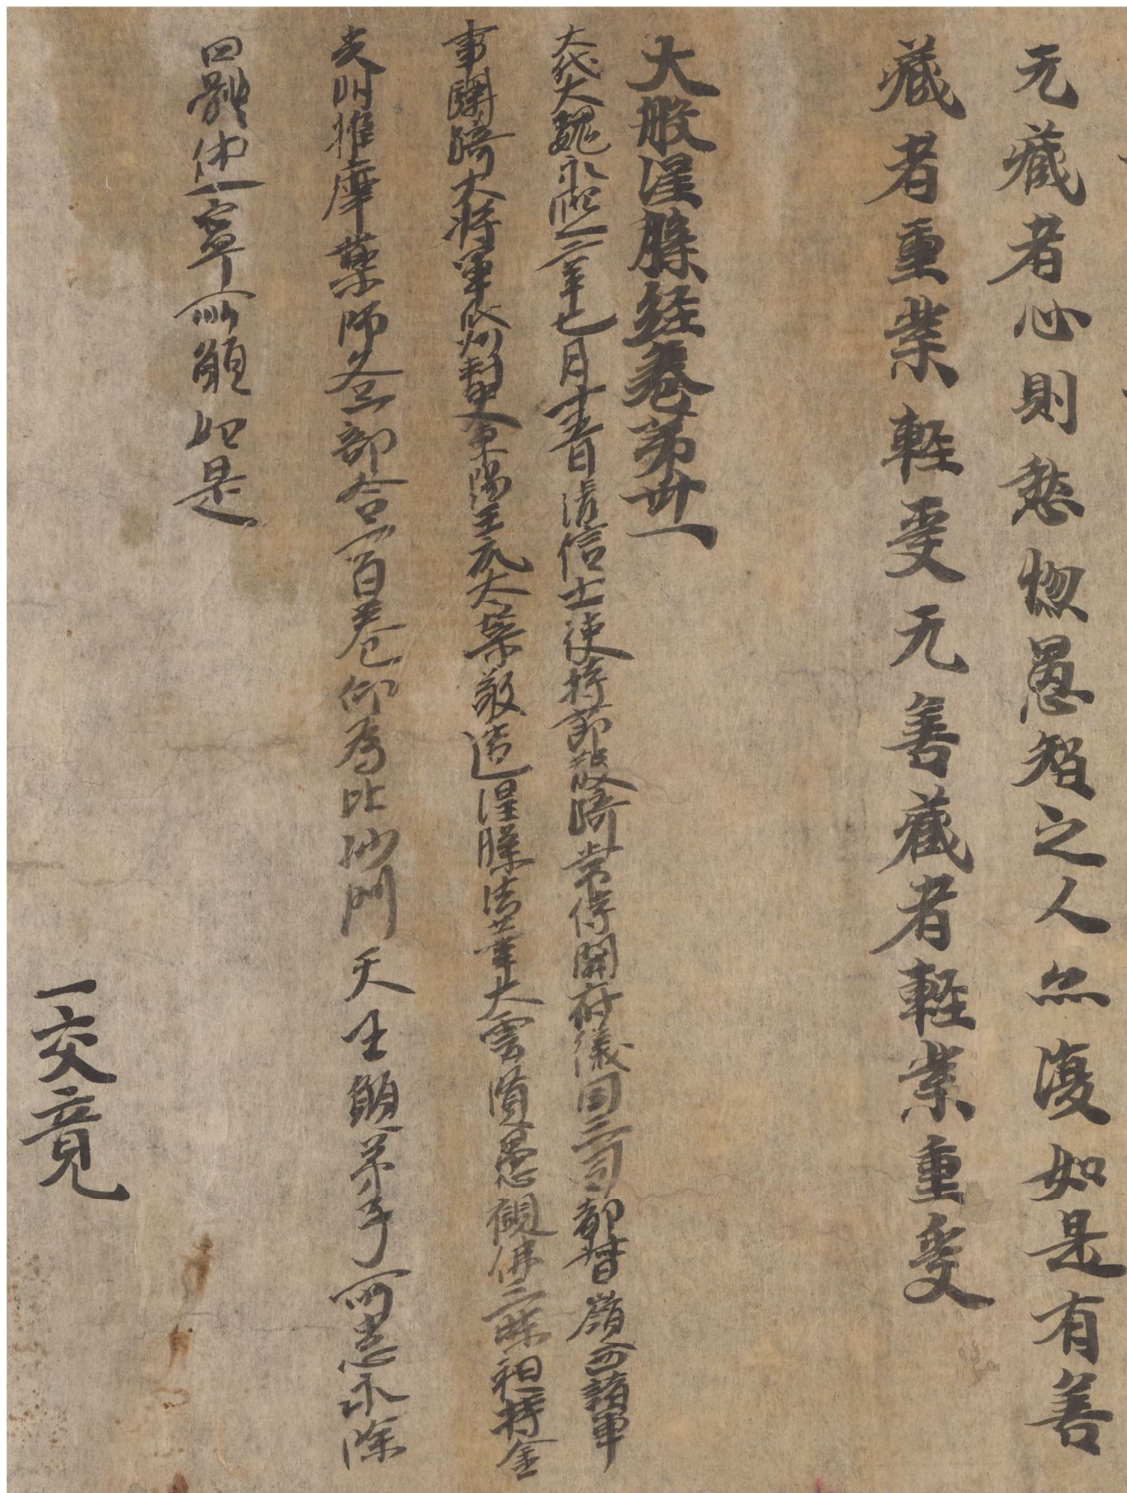 无藏者心則愁惱愚智之人亦復如是有善
藏者重業輕受无善藏者輕業重受
大般涅槃經卷第卅一
大代大魏永熙二年七月十五日清信士使持節散騎常侍開府儀同三司都督嶺西諸軍
事驃騎大將軍瓜州刺史東陽王元太榮敬造涅槃法華大雲賢愚觀佛三昧祖持金
光明維摩藥師各一部合一百卷仰為比沙門天王願弟子所患永除
四體休寧所願如是
一交竟